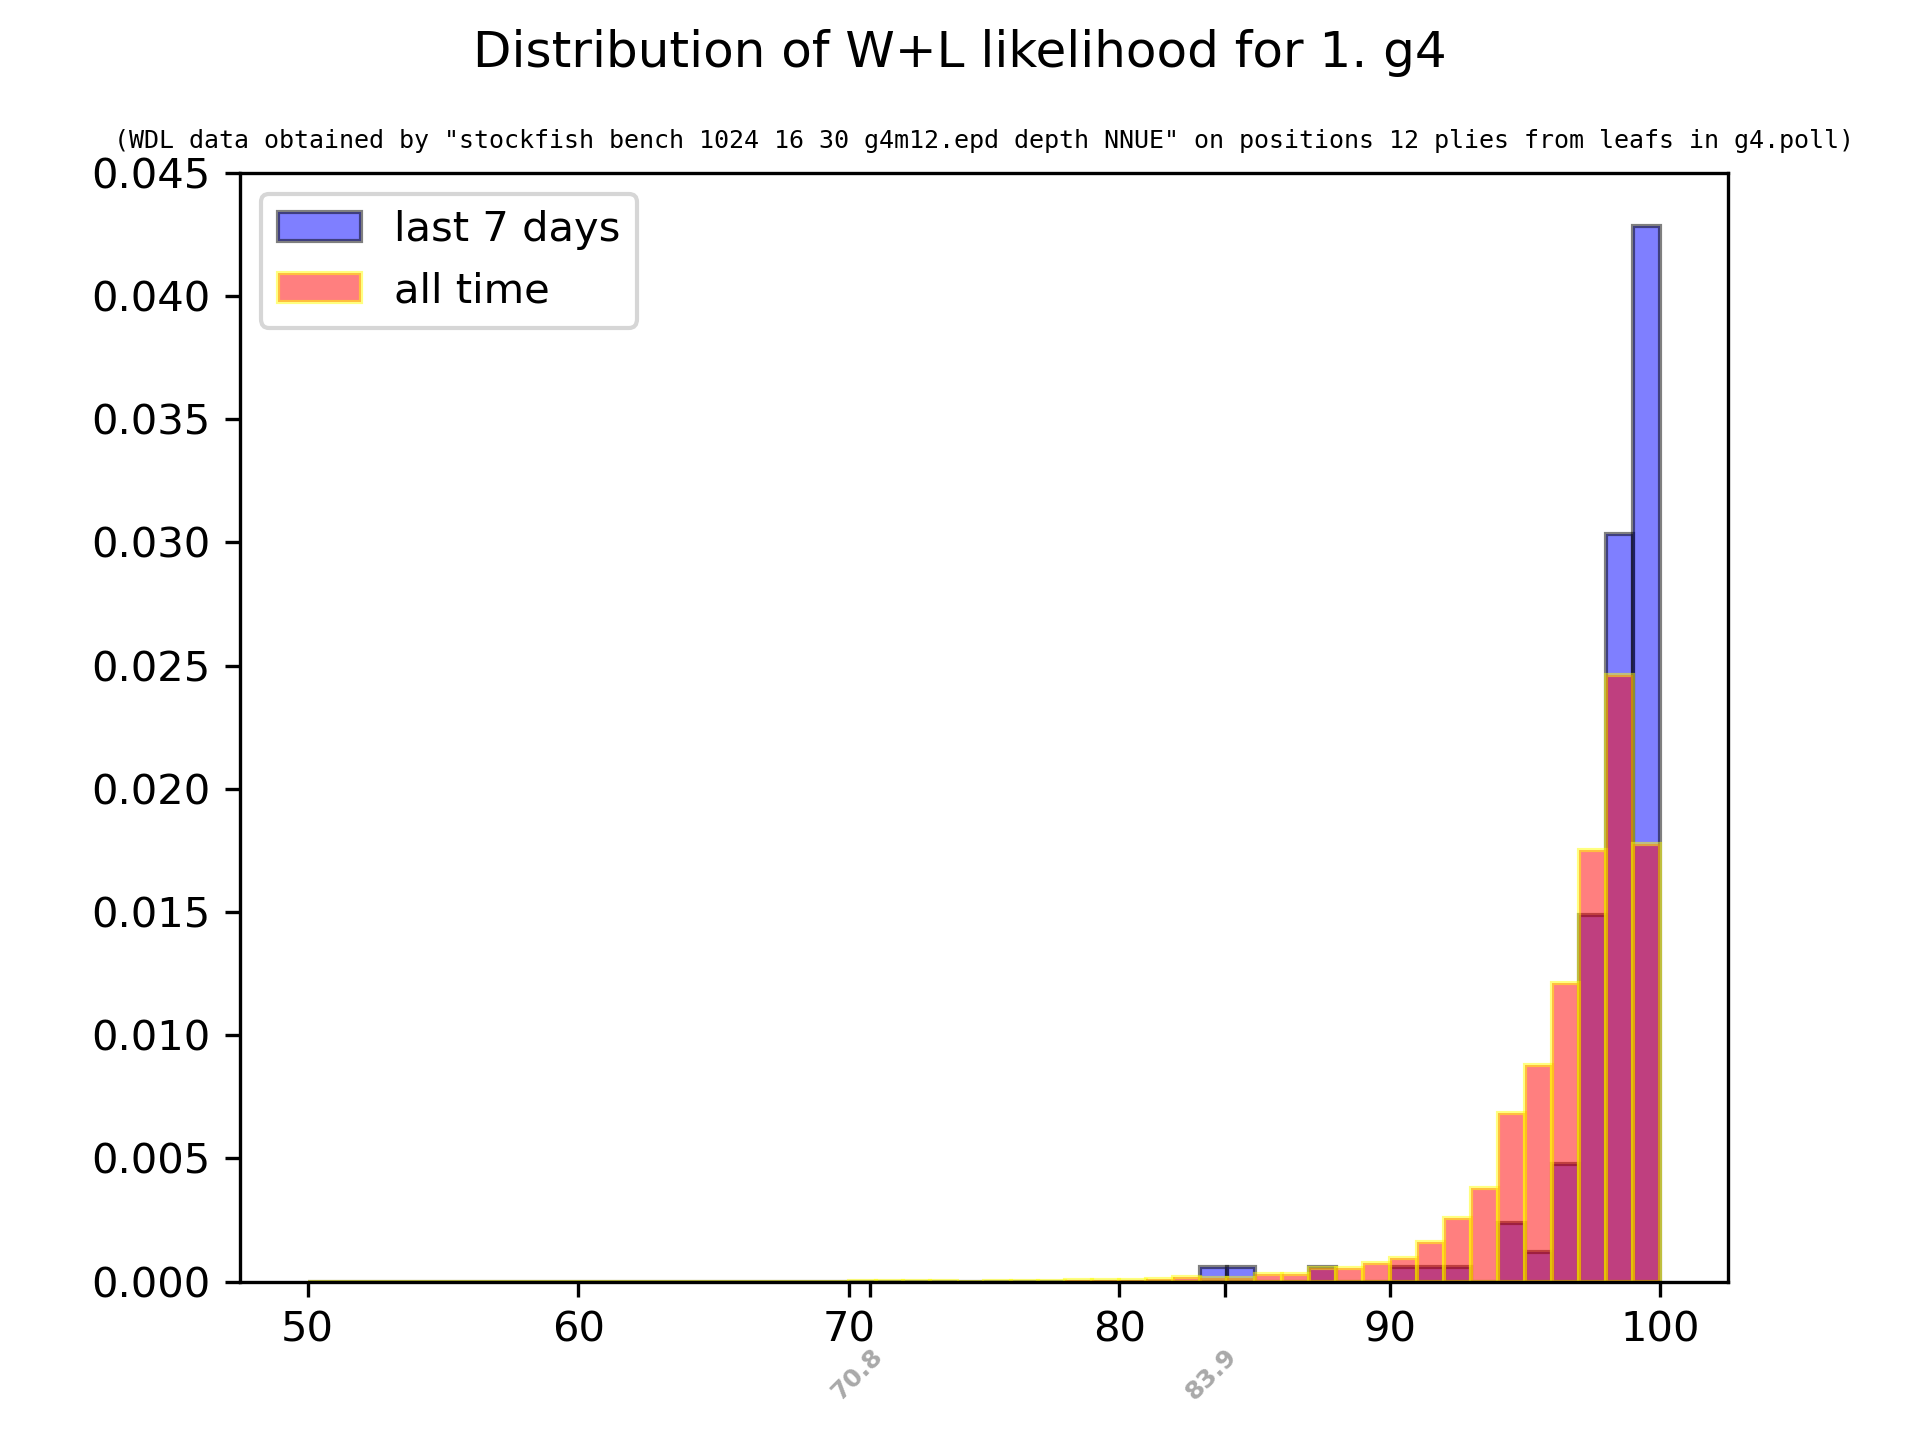 Distribution of W+L likelihood for 1. g4
(WDL data obtained by "stockfish bench 1024 16 30 g4m12.epd depth NNUE" on positions 12 plies from leafs in g4.poll)
last 7 days
all time
0.045
0.040
0.035
0.030
0.025
0.020
0.015
0.010
0.005
0.000
50 60 70 80 90 100
70.8 83.9